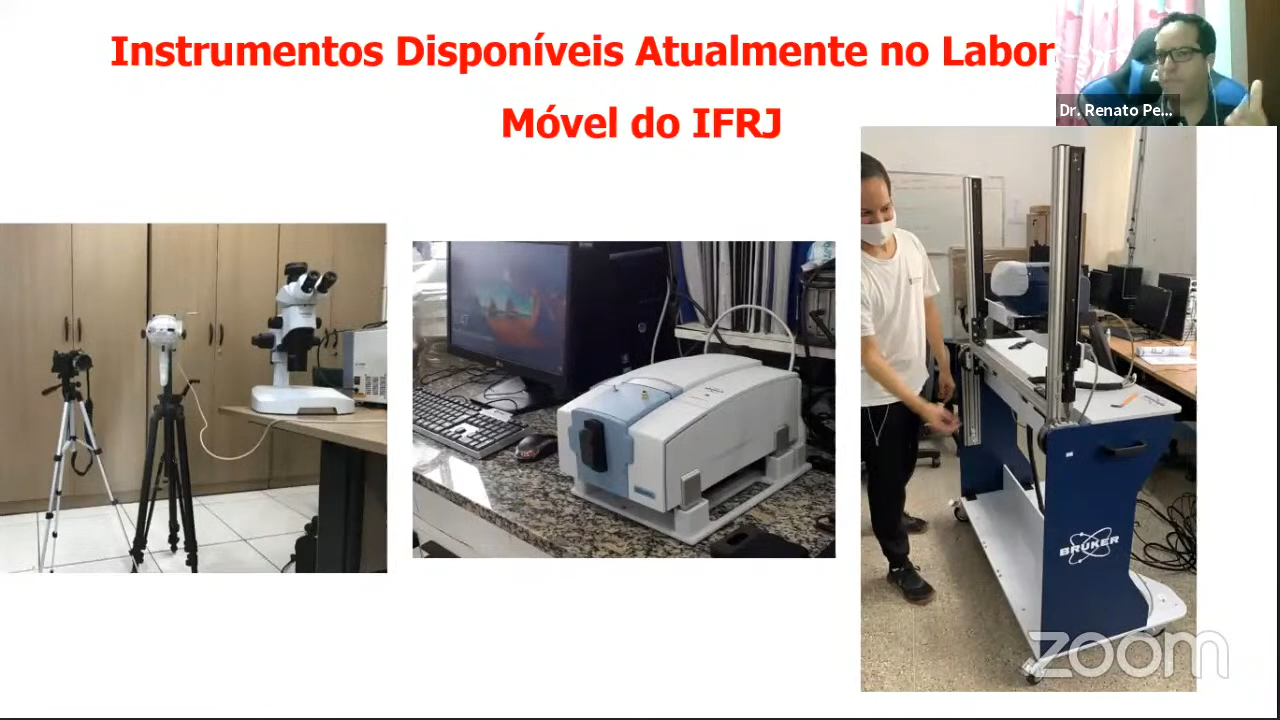 Instrumentos Disponíveis Atualmente no Labor
Móvel do IFRJ
Dr. Renato Pe...
BRUKER
zoom